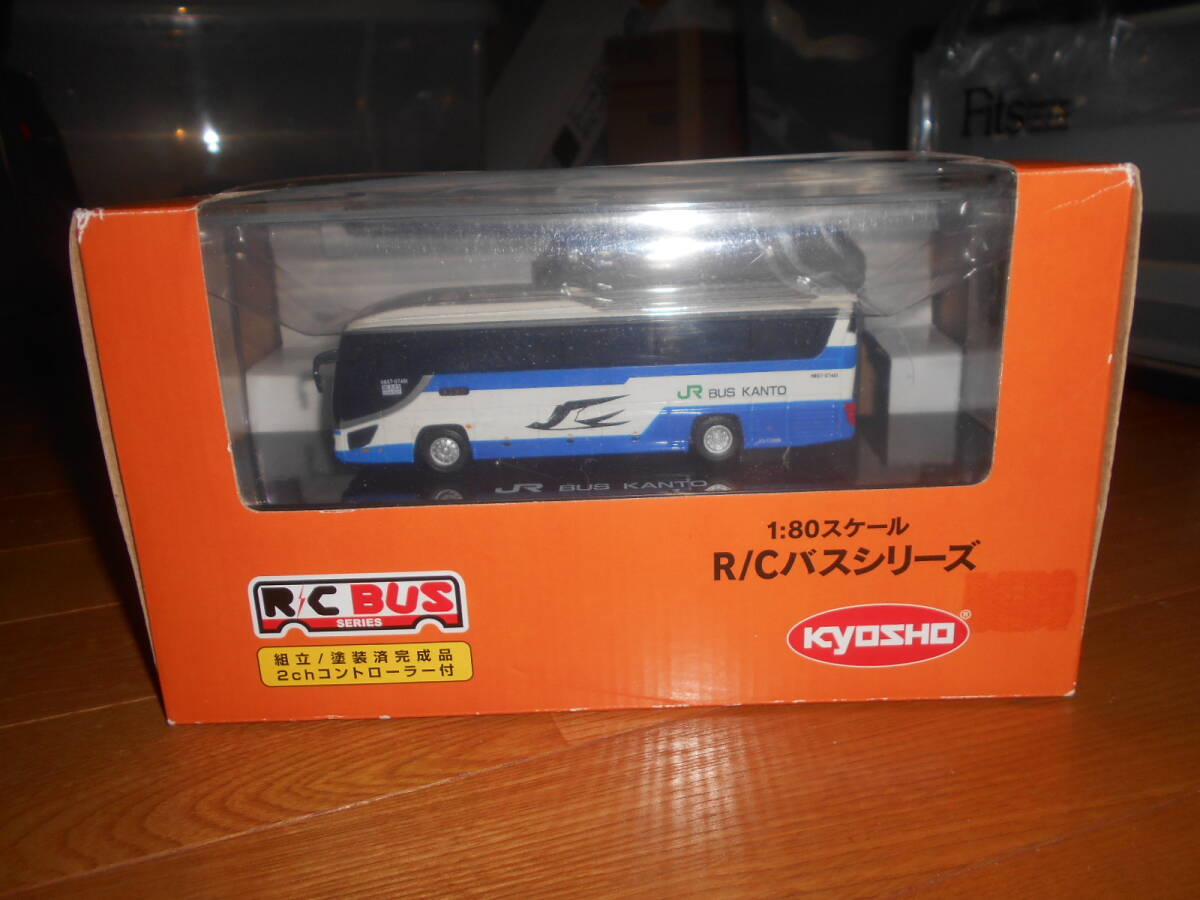 Fits
JR BUS KANTO
JR BUS KANTO
1:80スケール
R/Cバスシリーズ
R/C BUS
SERIES
組立/塗装済完成品
2chコントローラー付
KYOSHO®